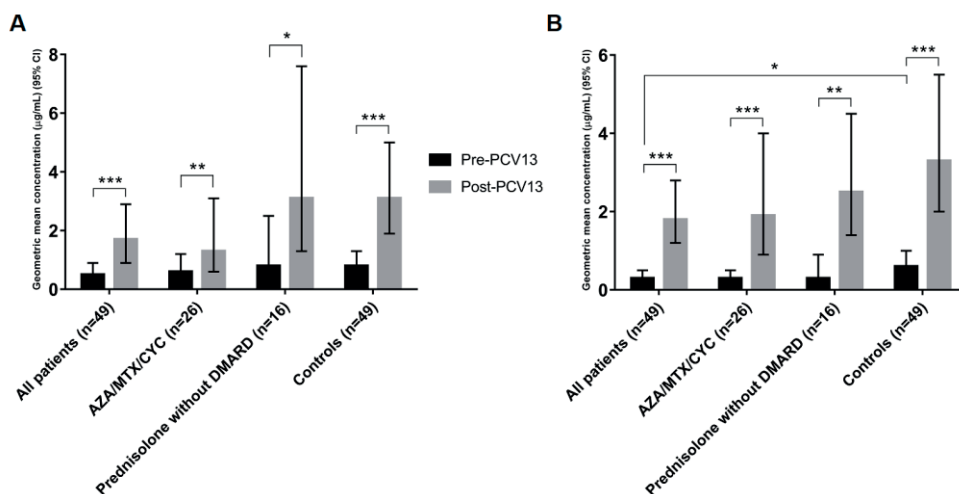 A
Geometric mean concentration (µg/mL) (95% CI)
8
6
4
2
0
***
**
*
***
All patients (n=49)
AZA/MTX/CYC (n=26)
Prednisolone without DMARD (n=16)
Controls (n=49)
Pre-PCV13
Post-PCV13
B
Geometric mean concentration (µg/mL) (95% CI)
6
4
2
0
*
***
***
**
***
All patients (n=49)
AZA/MTX/CYC (n=26)
Prednisolone without DMARD (n=16)
Controls (n=49)